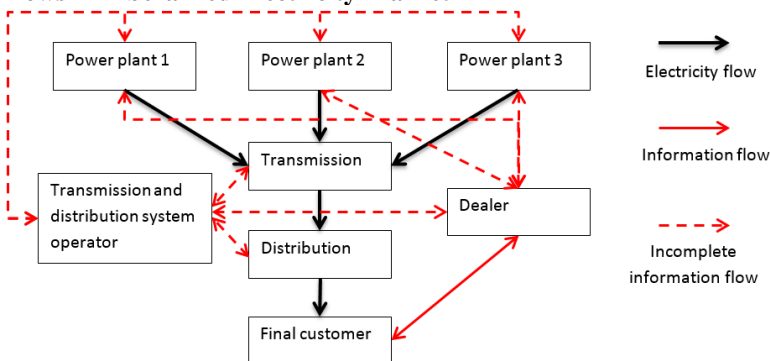 Power plant 1
Power plant 2
Power plant 3
Electricity flow
Transmission
Information flow
Transmission and
distribution system
operator
Dealer
Distribution
Incomplete
information flow
Final customer